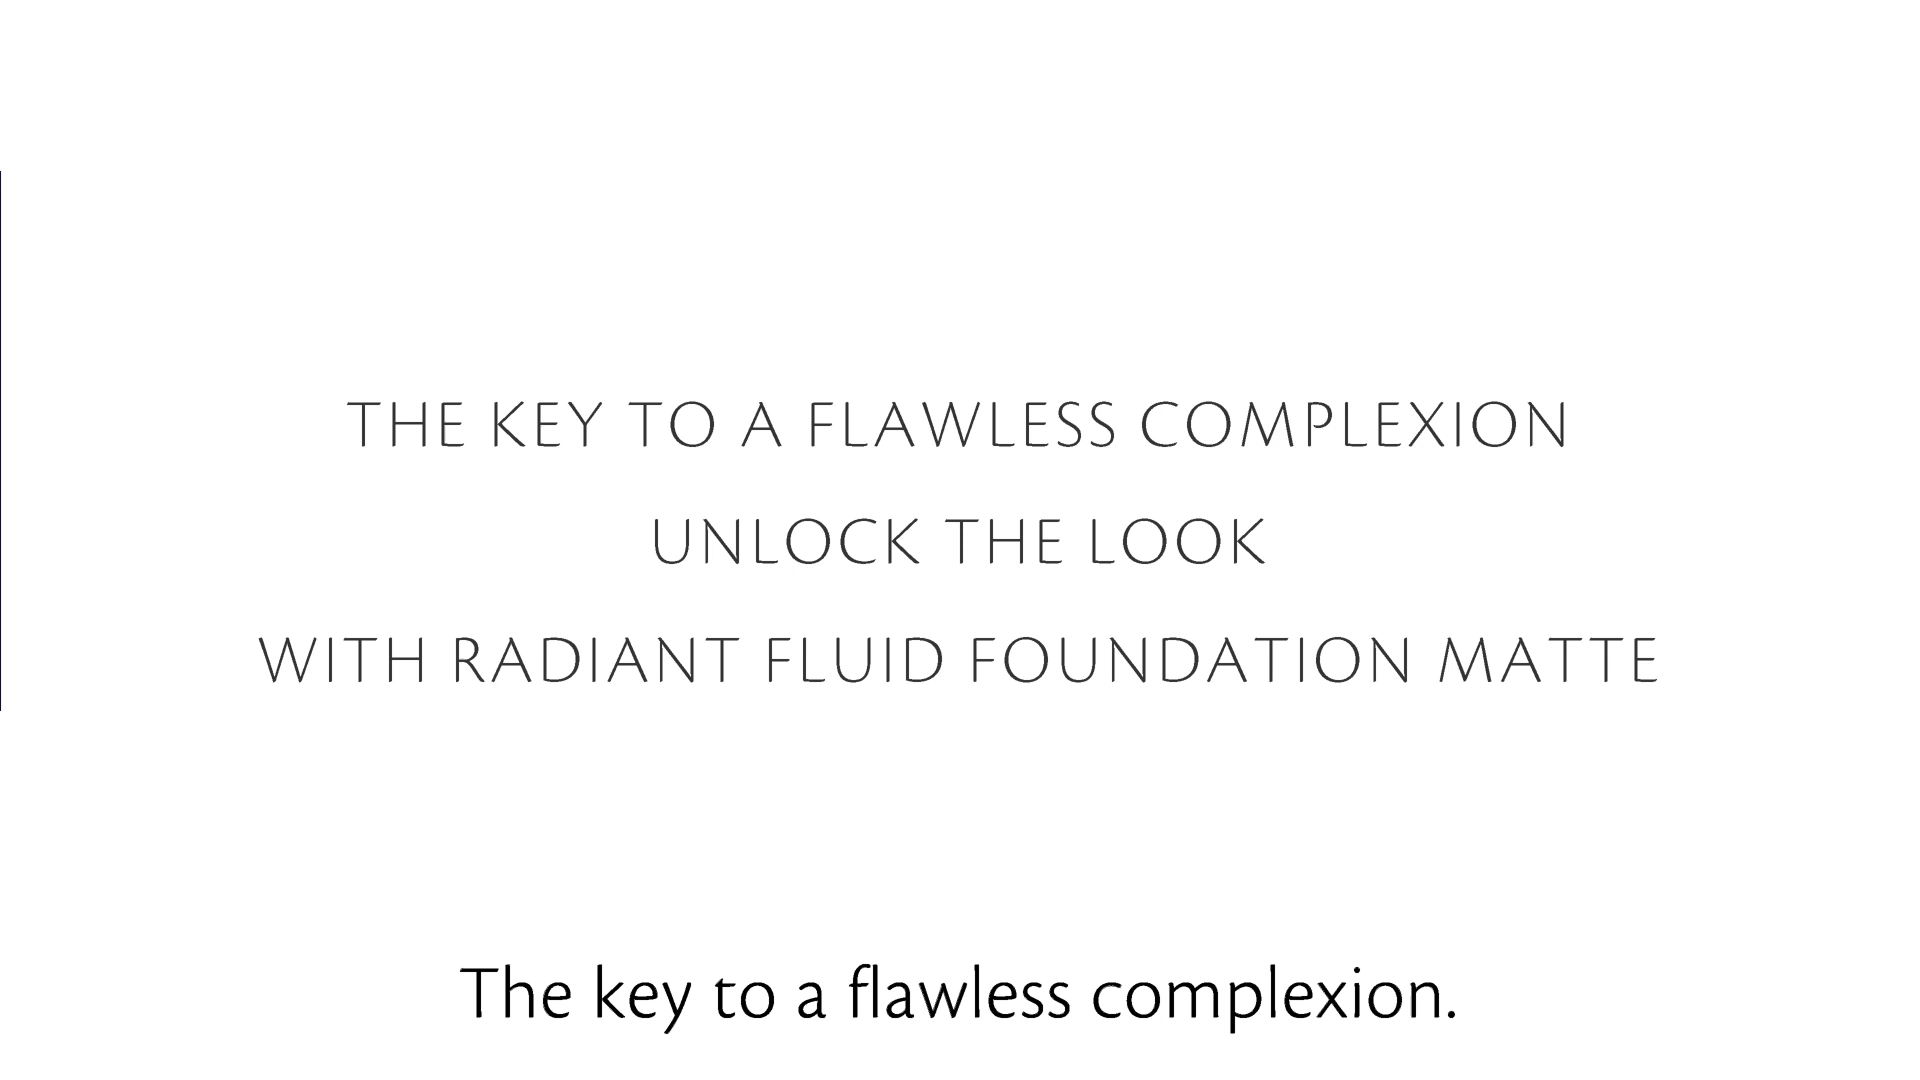 THE KEY TO A FLAWLESS COMPLEXION
UNLOCK THE LOOK
WITH RADIANT FLUID FOUNDATION MATTE
The key to a flawless complexion.